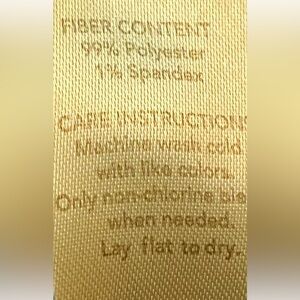 FIBER CONTENT
99% Polyester
1% Spandex
CARE INSTRUCTIONS
Machine wash cold
with like colors.
Only non-chlorine ble
when needed.
Lay flat to dry.